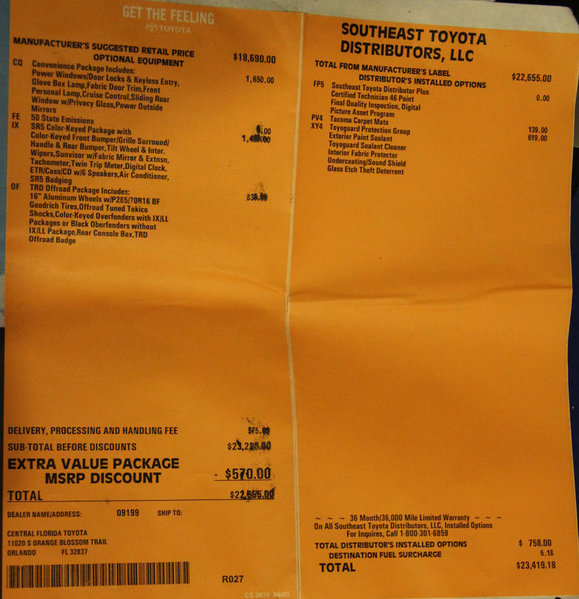 GET THE FEELING
TOYOTA
MANUFACTURER'S SUGGESTED RETAIL PRICE $18,690.00
OPTIONAL EQUIPMENT
CQ Convenience Package Includes: 1,650.00
Power Windows/Door Locks & Keyless Entry,
Glove Box Lamp,Fabric Door Trim,Front
Personal Lamp,Cruise Control,Sliding Rear
Window w/Privacy Glass,Power Outside
Mirrors
FE 50 State Emissions
IX SR5 Color-Keyed Package with
Color-Keyed Front Bumper/Grille Surround/
Handle & Rear Bumper,Tilt Wheel & Inter.
Wipers,Sunvisor w/Fabric Mirror & Extnsn,
Tachometer,Twin Trip Meter,Digital Clock,
ETR/Cass/CD w/6 Speakers,Air Conditioner,
SR5 Badging
OF TRD Offroad Package Includes:
16" Aluminum Wheels w/P265/70R16 BF
Goodrich Tires,Offroad Tuned Tokico
Shocks,Color-Keyed Overfenders with IX/LL
Packages or Black Oberfenders without
IX/LL Package,Rear Console Box,TRD
Offroad Badge
DELIVERY, PROCESSING AND HANDLING FEE
SUB-TOTAL BEFORE DISCOUNTS
EXTRA VALUE PACKAGE
MSRP DISCOUNT - $570.00
TOTAL $22,655.00
DEALER NAME/ADDRESS: 09199 SHIP TO:
CENTRAL FLORIDA TOYOTA
11020 S ORANGE BLOSSOM TRAIL
ORLANDO FL 32837
R027
SOUTHEAST TOYOTA
DISTRIBUTORS, LLC
TOTAL FROM MANUFACTURER'S LABEL $22,655.00
DISTRIBUTOR'S INSTALLED OPTIONS
FP5 Southeast Toyota Distributor Plus 0.00
Certified Technician 46 Point
Final Quality Inspection, Digital
Picture Asset Program
PV4 Tacoma Carpet Mats 139.00
XY4 Toyoguard Protection Group 619.00
Exterior Paint Sealant
Toyoguard Sealant Cleaner
Interior Fabric Protector
Undercoating/Sound Shield
Glass Etch Theft Deterrent
~ ~ ~ 36 Month/36,000 Mile Limited Warranty ~ ~ ~
On All Southeast Toyota Distributors, LLC, Installed Options
For Inquires, Call 1-800-301-6859
TOTAL DISTRIBUTOR'S INSTALLED OPTIONS $ 758.00
DESTINATION FUEL SURCHARGE 6.18
TOTAL $23,419.18